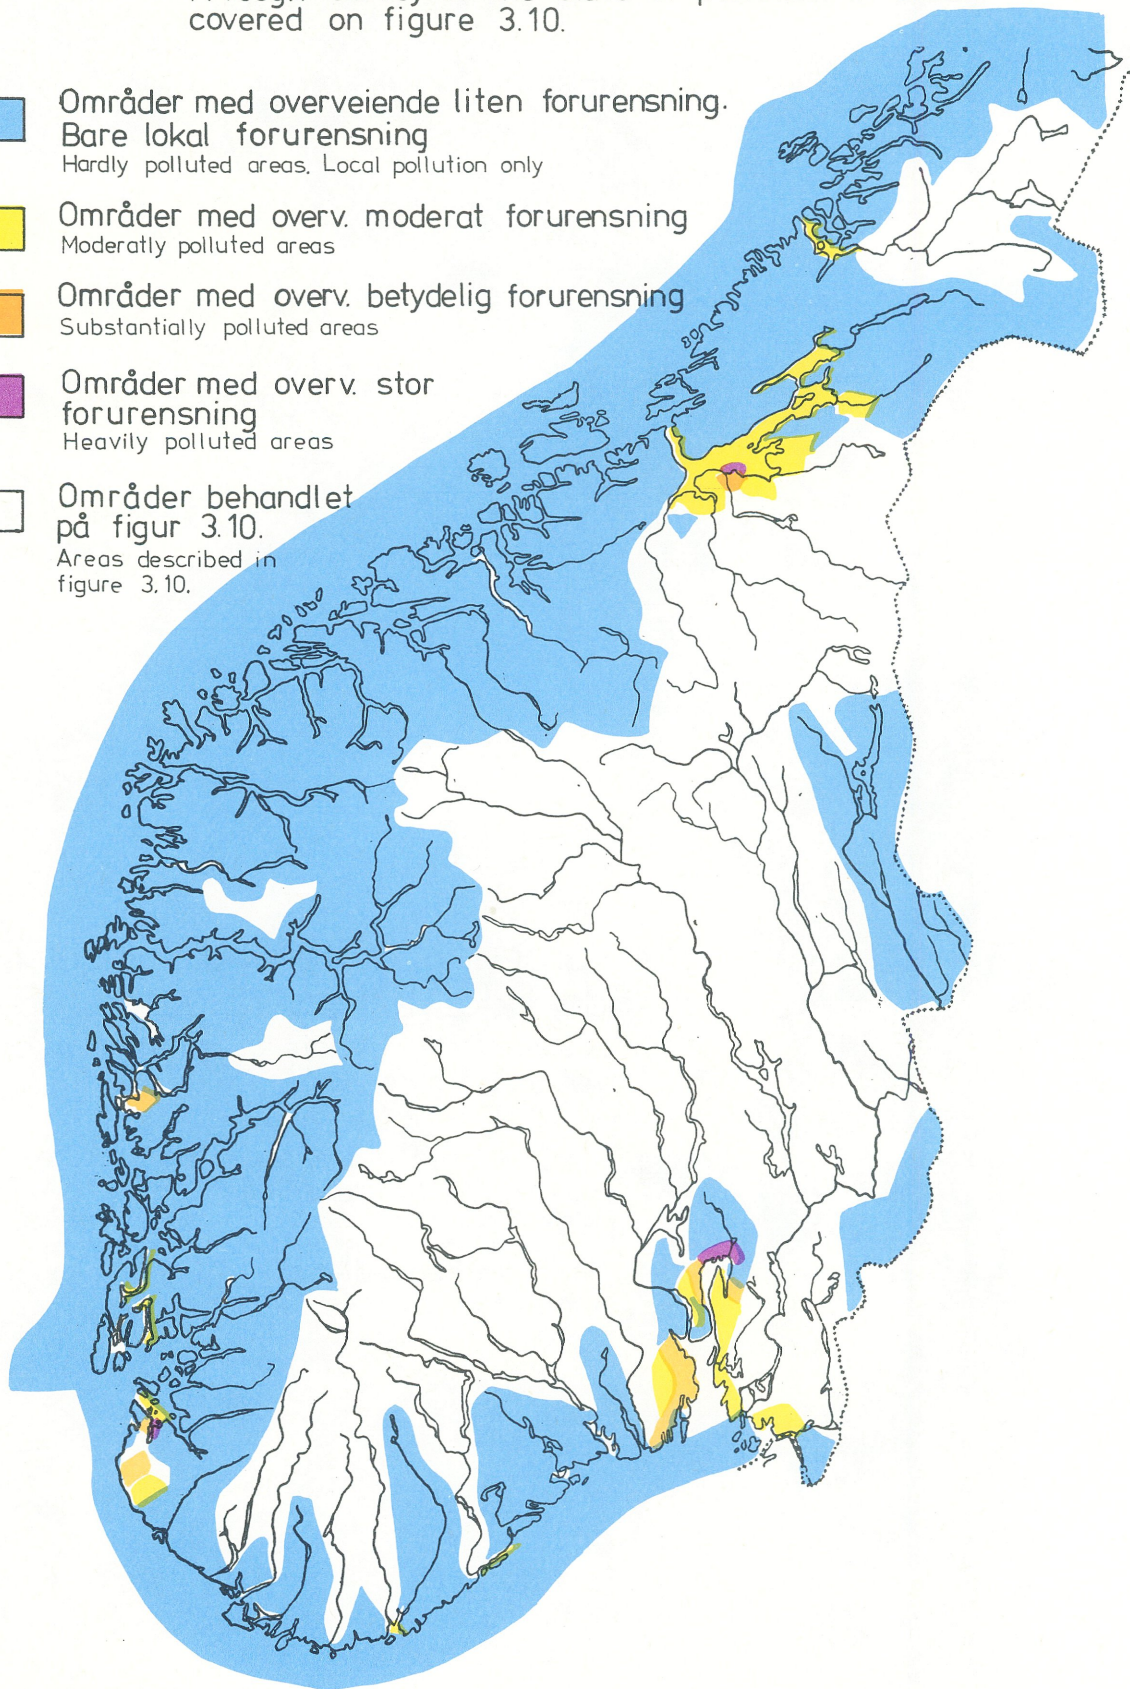 covered on figure 3.10.
Områder med overveiende liten forurensning.
Bare lokal forurensning
Hardly polluted areas. Local pollution only
Områder med overv. moderat forurensning
Moderatly polluted areas
Områder med overv. betydelig forurensning
Substantially polluted areas
Områder med overv. stor
forurensning
Heavily polluted areas
Områder behandlet
på figur 3.10.
Areas described in
figure 3.10.